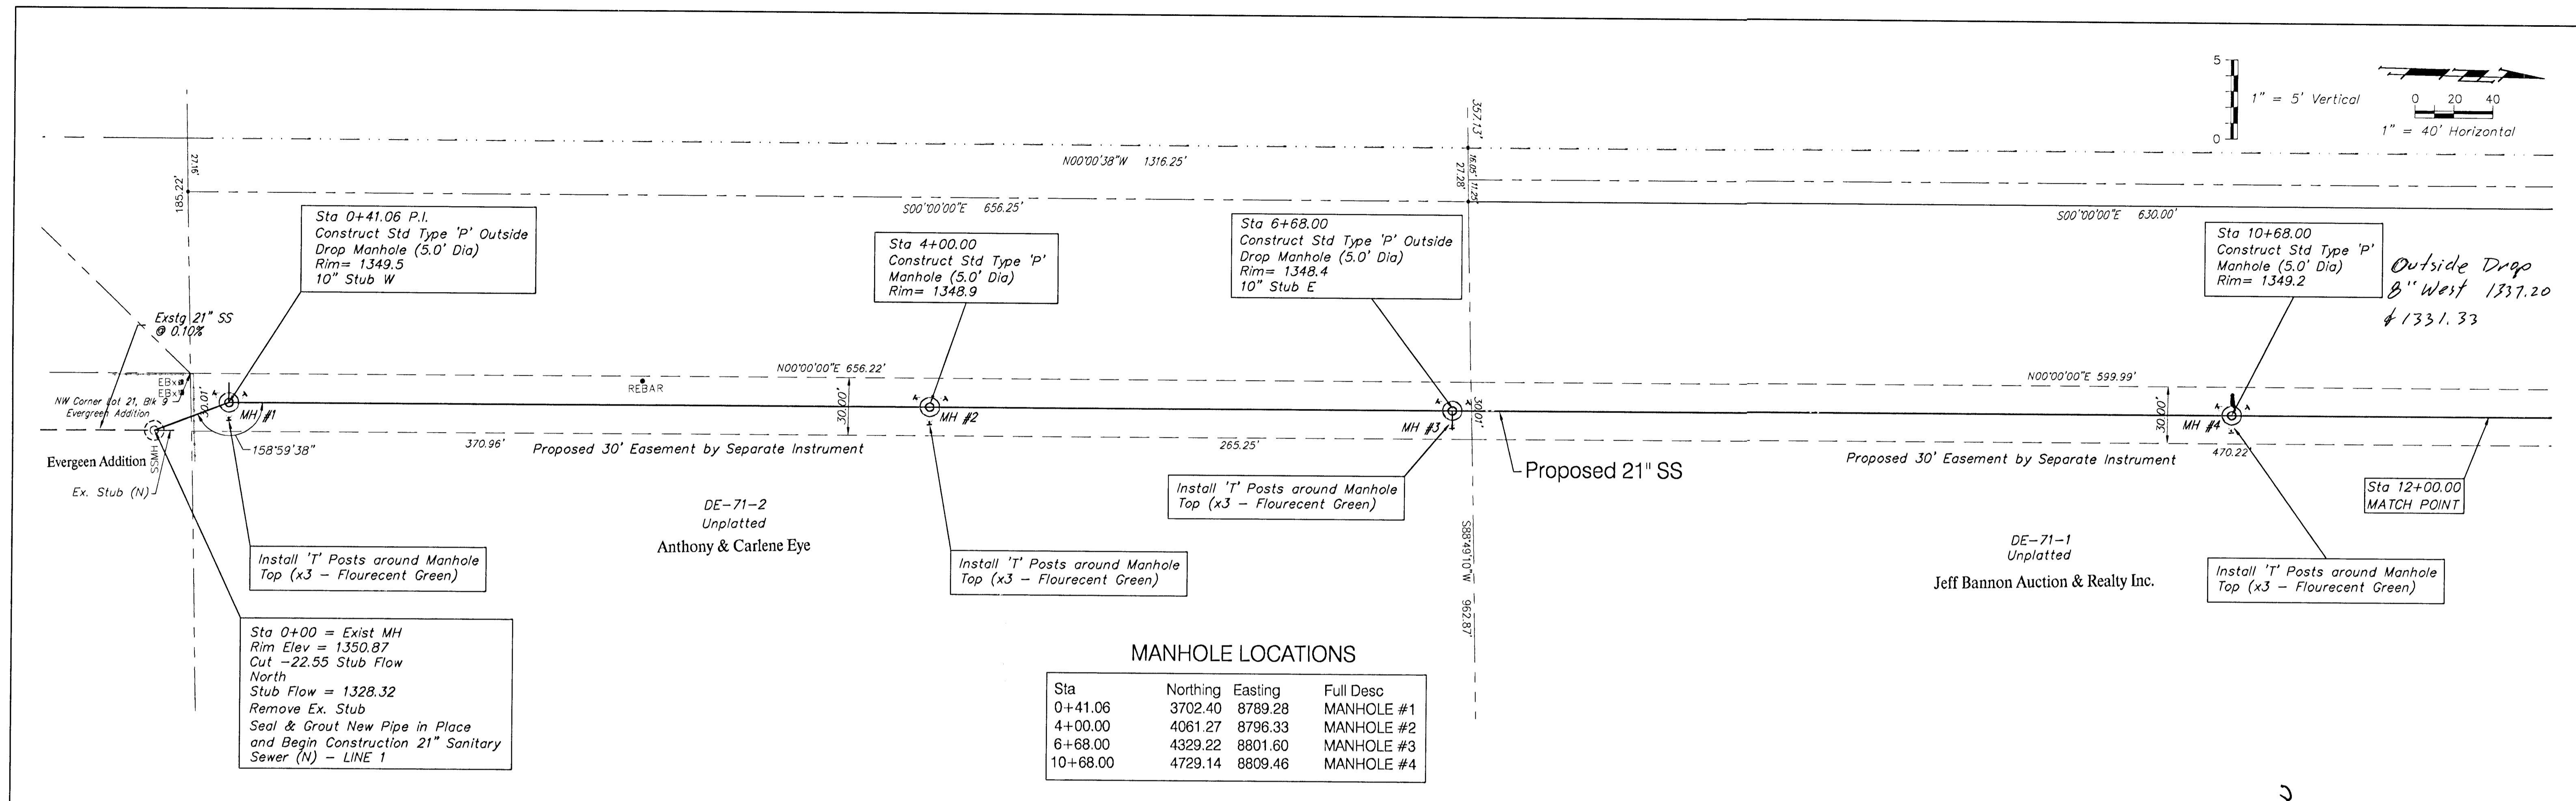 5
0
1" = 5' Vertical
0 20 40
1" = 40' Horizontal
27.16'
185.22'
N00°00'38"W 1316.25'
S00°00'00"E 656.25'
357.13'
16.05' 11.25'
27.28'
S00°00'00"E 630.00'
Sta 0+41.06 P.I.
Construct Std Type 'P' Outside
Drop Manhole (5.0' Dia)
Rim= 1349.5
10" Stub W
Sta 4+00.00
Construct Std Type 'P'
Manhole (5.0' Dia)
Rim= 1348.9
Sta 6+68.00
Construct Std Type 'P' Outside
Drop Manhole (5.0' Dia)
Rim= 1348.4
10" Stub E
Sta 10+68.00
Construct Std Type 'P'
Manhole (5.0' Dia)
Rim= 1349.2
Outside Drop
8" West 1337.20
& 1331.33
Exstg 21" SS
@ 0.10%
EBx
EBx
NW Corner Lot 21, Blk 9
Evergreen Addition
30.01'
MH #1
158°59'38"
REBAR
N00°00'00"E 656.22'
30.00'
MH #2
370.96'
Proposed 30' Easement by Separate Instrument
265.25'
MH #3
30.01'
Proposed 21" SS
N00°00'00"E 599.99'
30.00'
MH #4
470.22'
Proposed 30' Easement by Separate Instrument
Evergeen Addition
SSMH
Ex. Stub (N)
DE-71-2
Unplatted
Anthony & Carlene Eye
Install 'T' Posts around Manhole
Top (x3 - Flourecent Green)
Install 'T' Posts around Manhole
Top (x3 - Flourecent Green)
Install 'T' Posts around Manhole
Top (x3 - Flourecent Green)
S88°49'10"W 962.87'
Sta 12+00.00
MATCH POINT
DE-71-1
Unplatted
Jeff Bannon Auction & Realty Inc.
Install 'T' Posts around Manhole
Top (x3 - Flourecent Green)
Sta 0+00 = Exist MH
Rim Elev = 1350.87
Cut -22.55 Stub Flow
North
Stub Flow = 1328.32
Remove Ex. Stub
Seal & Grout New Pipe in Place
and Begin Construction 21" Sanitary
Sewer (N) - LINE 1
MANHOLE LOCATIONS
Sta Northing Easting Full Desc
0+41.06 3702.40 8789.28 MANHOLE #1
4+00.00 4061.27 8796.33 MANHOLE #2
6+68.00 4329.22 8801.60 MANHOLE #3
10+68.00 4729.14 8809.46 MANHOLE #4